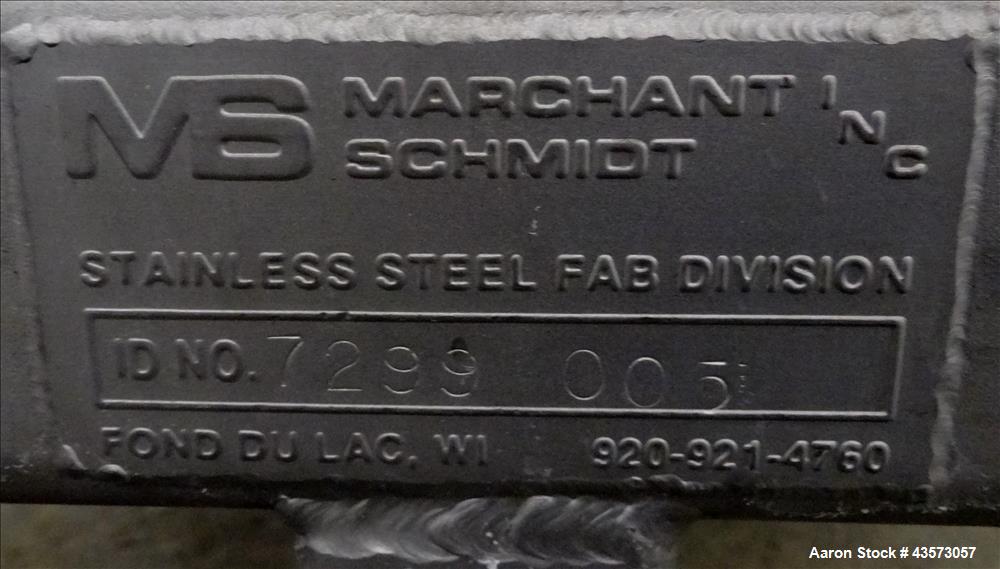 MS MARCHANT INC
SCHMIDT
STAINLESS STEEL FAB DIVISION
ID NO. 7299 005
FOND DU LAC, WI 920-921-4760
Aaron Stock # 43573057